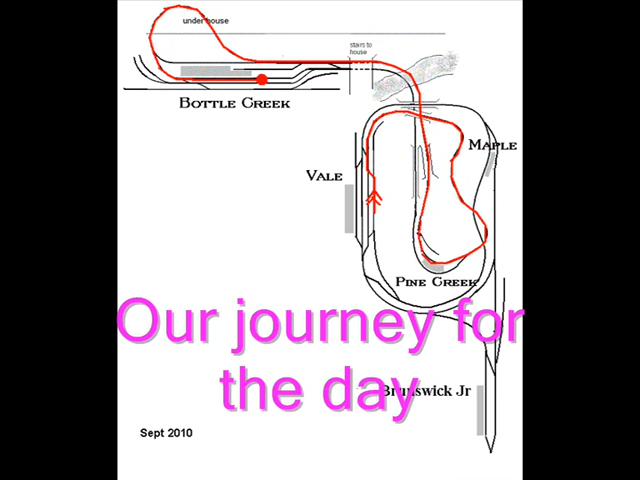 under house
stairs to
house
BOTTLE CREEK
MAPLE
VALE
PINE CREEK
Our journey for
the day
Brunswick Jr
Sept 2010